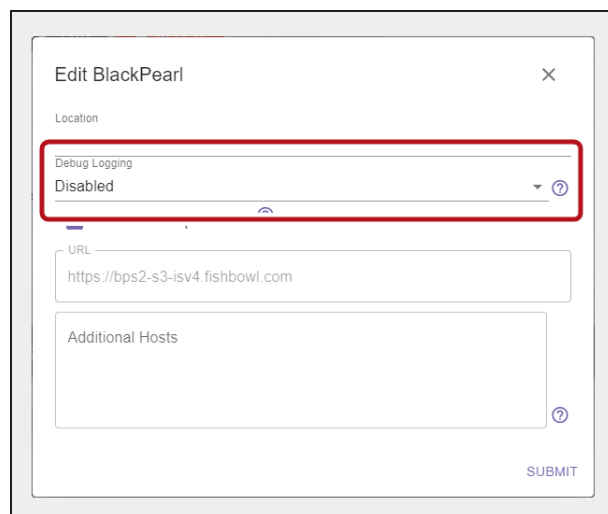 Edit BlackPearl
Location
Debug Logging
Disabled
URL
https://bps2-s3-isv4.fishbowl.com
Additional Hosts
SUBMIT